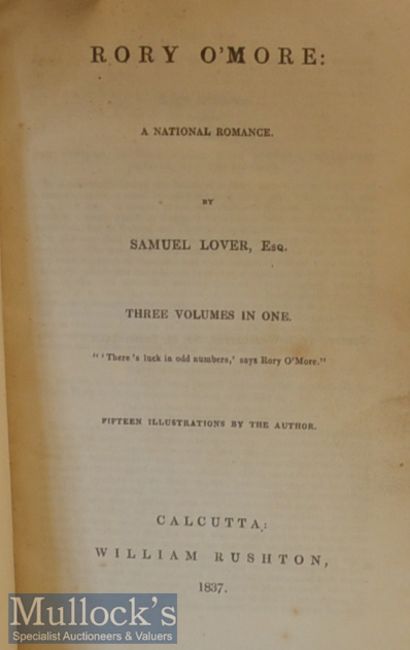 RORY O'MORE:
A NATIONAL ROMANCE.
BY
SAMUEL LOVER, Esq.
THREE VOLUMES IN ONE.
"'There's luck in odd numbers,' says Rory O'More."
FIFTEEN ILLUSTRATIONS BY THE AUTHOR.
CALCUTTA:
WILLIAM RUSHTON,
1837.
Mullock's
Specialist Auctioneers & Valuers